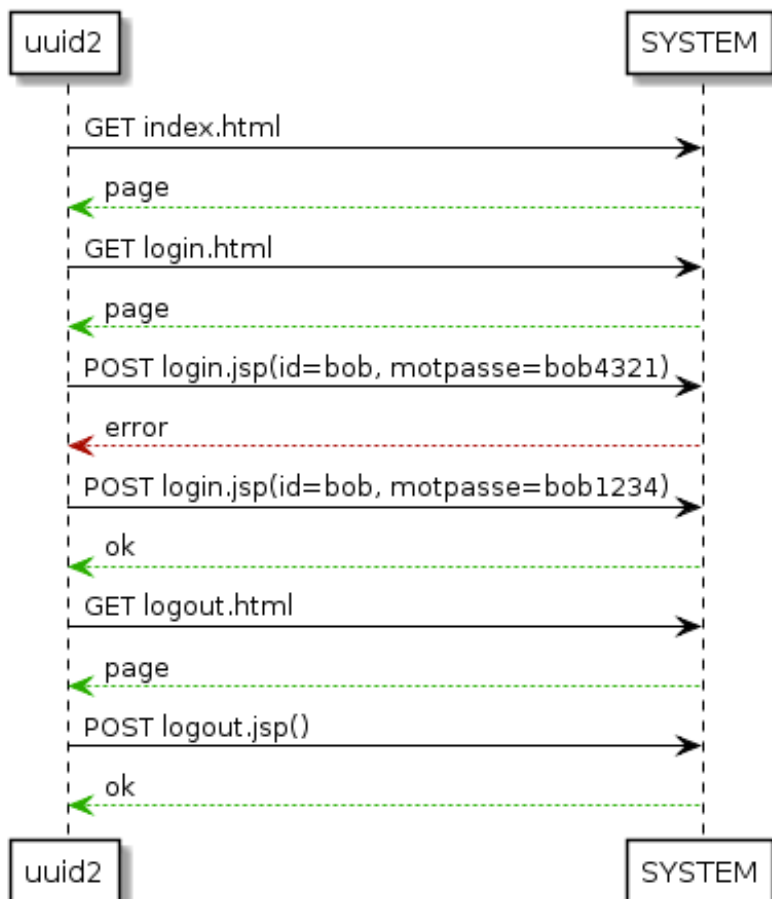 uuid2
SYSTEM
GET index.html
page
GET login.html
page
POST login.jsp(id=bob, motpasse=bob4321)
error
POST login.jsp(id=bob, motpasse=bob1234)
ok
GET logout.html
page
POST logout.jsp()
ok
uuid2
SYSTEM